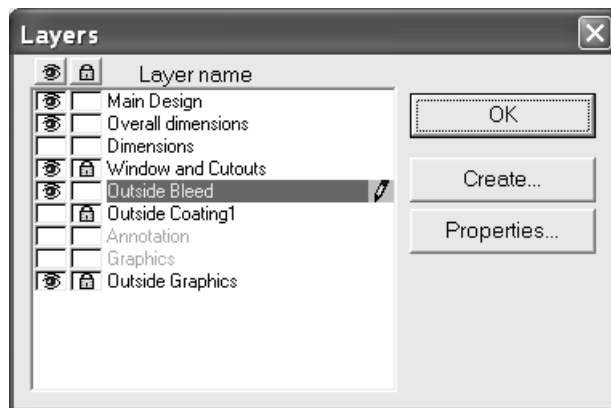 Layers
Layer name
Main Design
Overall dimensions
Dimensions
Window and Cutouts
Outside Bleed
Outside Coating1
Annotation
Graphics
Outside Graphics
OK
Create...
Properties...